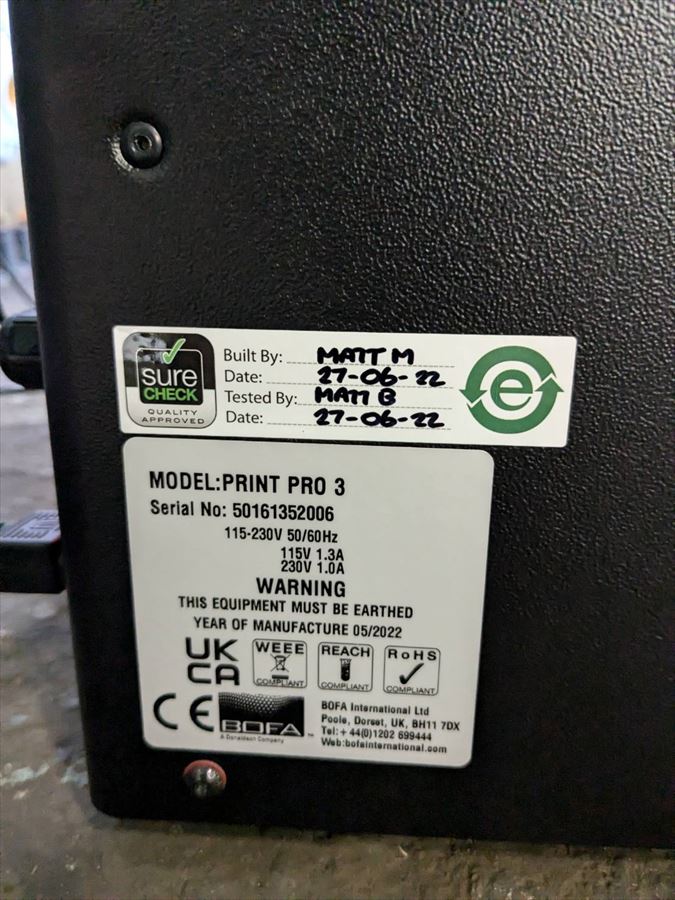 sure
CHECK
QUALITY
APPROVED
Built By: MATT M
Date: 27-06-22
Tested By: MATT B
Date: 27-06-22
e
MODEL:PRINT PRO 3
Serial No: 50161352006
115-230V 50/60Hz
115V 1.3A
230V 1.0A
WARNING
THIS EQUIPMENT MUST BE EARTHED
YEAR OF MANUFACTURE 05/2022
UK
CA
WEEE
COMPLIANT
REACH
COMPLIANT
RoHS
COMPLIANT
CE
BOFA™
A Donaldson Company
BOFA International Ltd
Poole, Dorset, UK, BH11 7DX
Tel:+ 44(0)1202 699444
Web:bofainternational.com